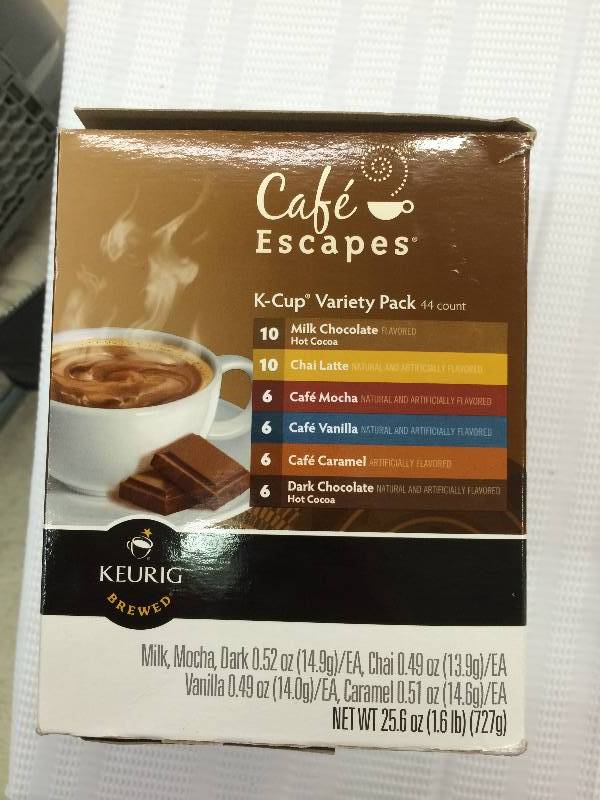 Café
Escapes®
K-Cup® Variety Pack 44 count
10 Milk Chocolate FLAVORED
Hot Cocoa
10 Chai Latte NATURAL AND ARTIFICIALLY FLAVORED
6 Café Mocha NATURAL AND ARTIFICIALLY FLAVORED
6 Café Vanilla NATURAL AND ARTIFICIALLY FLAVORED
6 Café Caramel ARTIFICIALLY FLAVORED
6 Dark Chocolate NATURAL AND ARTIFICIALLY FLAVORED
Hot Cocoa
KEURIG
BREWED®
Milk, Mocha, Dark 0.52 oz (14.9g)/EA, Chai 0.49 oz (13.9g)/EA
Vanilla 0.49 oz (14.0g)/EA, Caramel 0.51 oz (14.6g)/EA
NET WT 25.6 oz (1.6 lb) (727g)